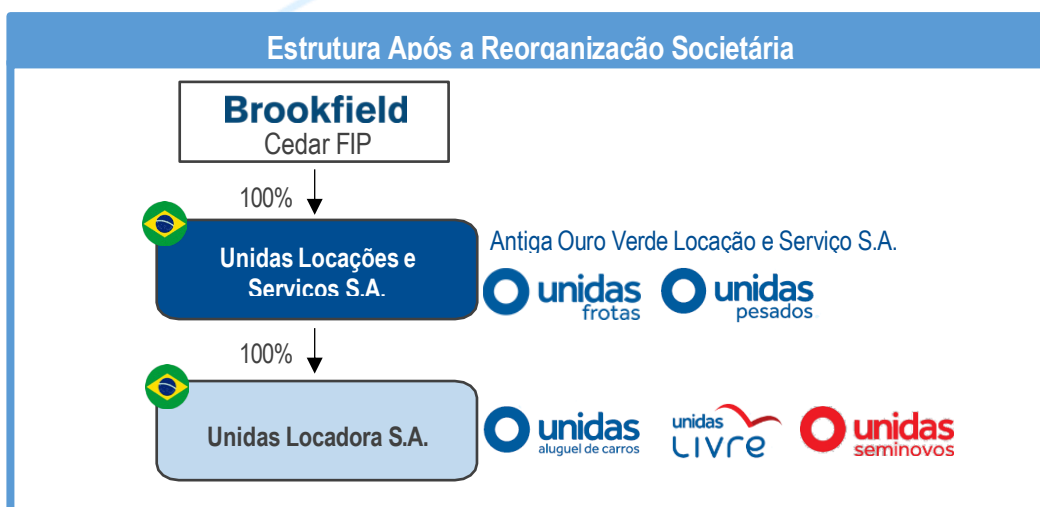 Estrutura Após a Reorganização Societária
Brookfield
Cedar FIP
100%
Unidas Locações e
Serviços S.A.
Antiga Ouro Verde Locação e Serviço S.A.
unidas
frotas
unidas
pesados
100%
Unidas Locadora S.A.
unidas
aluguel de carros
unidas
LIVre
unidas
seminovos